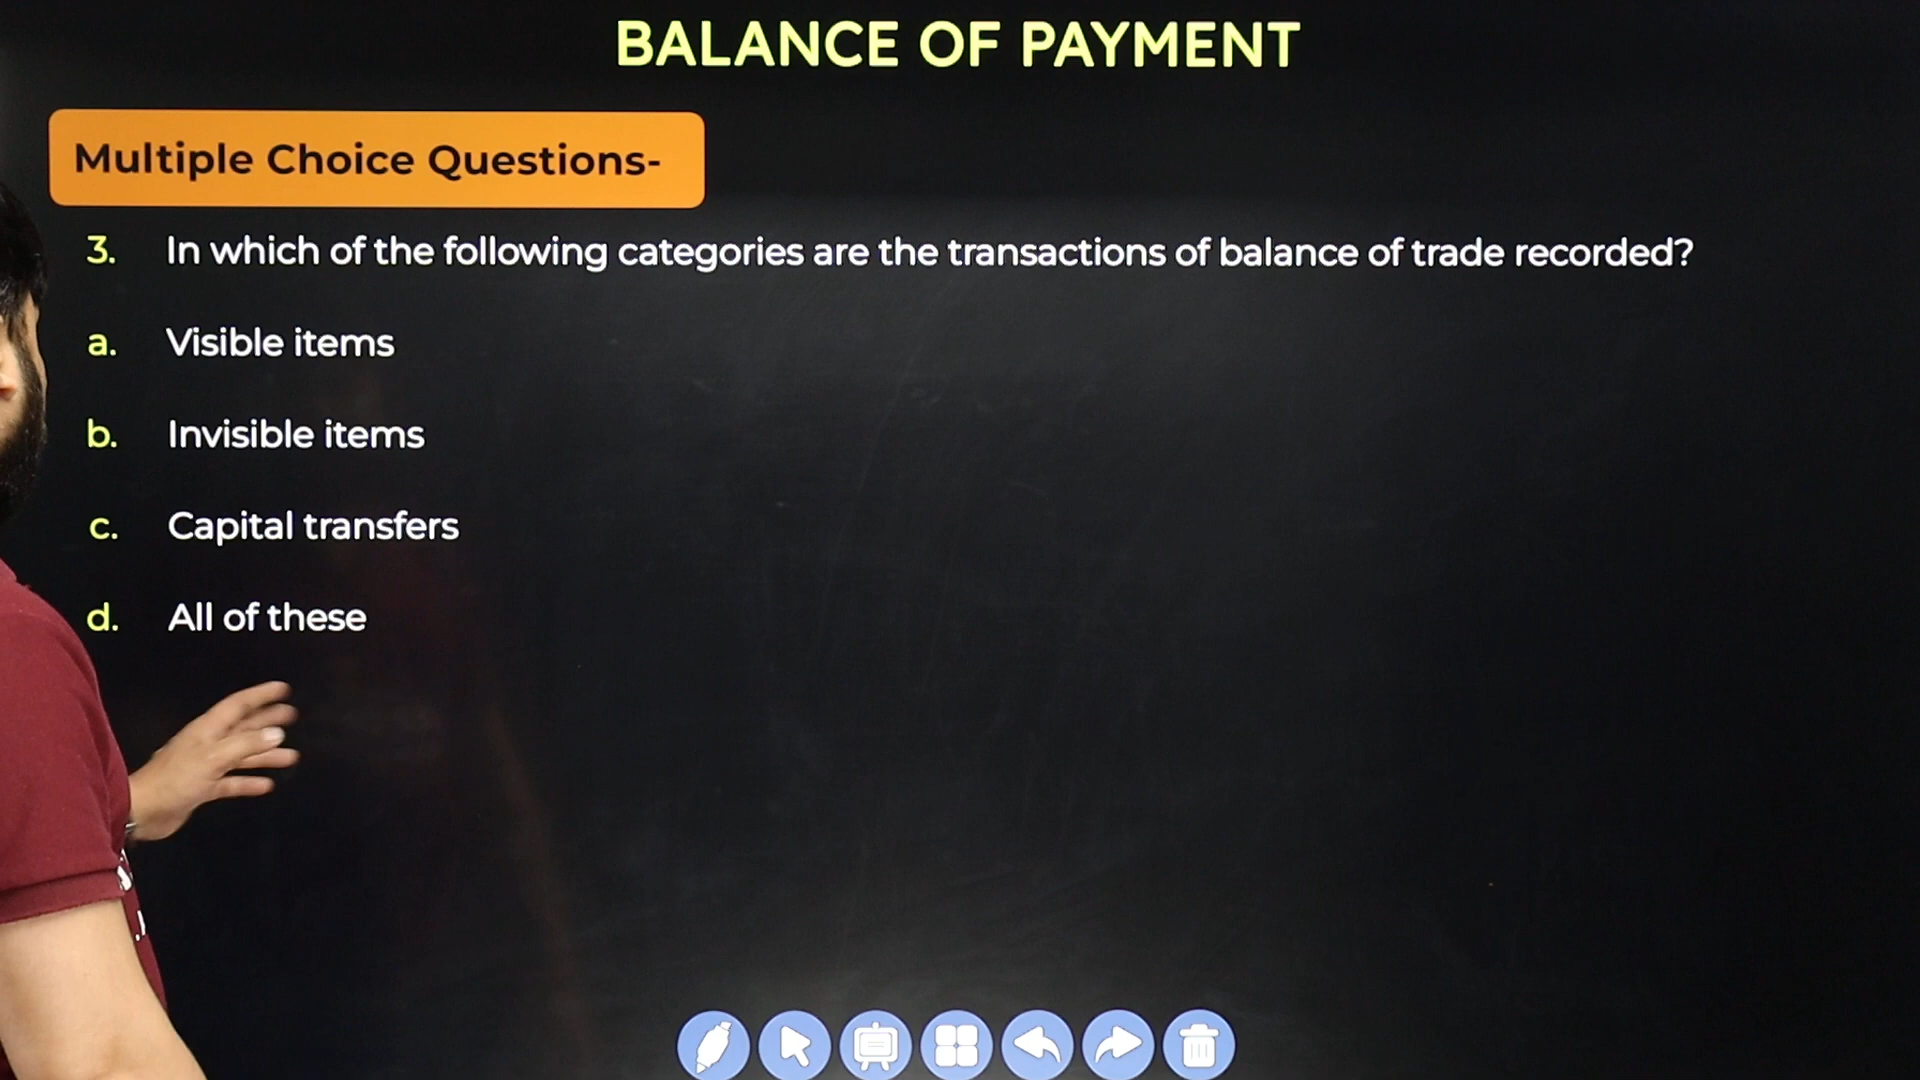 BALANCE OF PAYMENT
Multiple Choice Questions-
3. In which of the following categories are the transactions of balance of trade recorded?
a. Visible items
b. Invisible items
c. Capital transfers
d. All of these